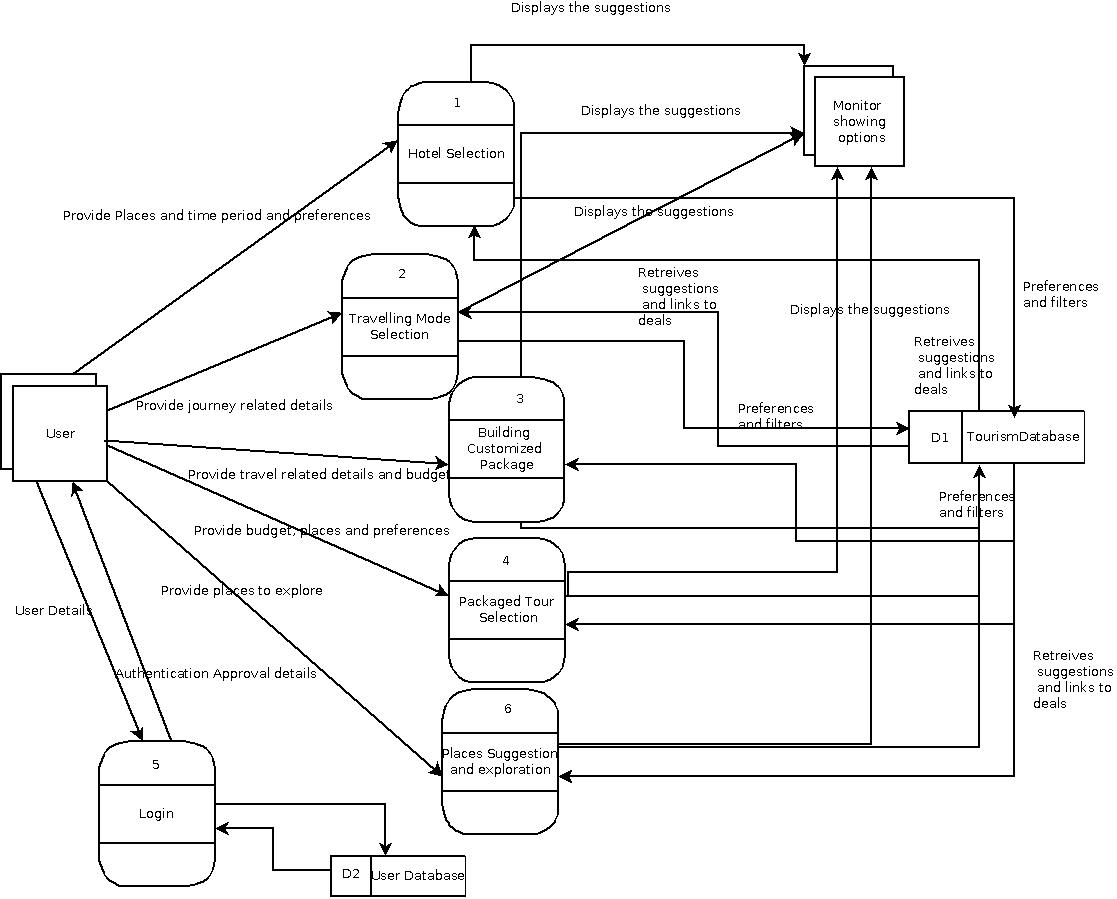 Displays the suggestions
1
Hotel Selection
Displays the suggestions
Monitor
showing
options
Provide Places and time period and preferences
Displays the suggestions
2
Travelling Mode
Selection
Retreives
suggestions
and links to
deals
Displays the suggestions
Preferences
and filters
Retreives
suggestions
and links to
deals
Provide journey related details
3
Building
Customized
Package
Preferences
and filters
D1
TourismDatabase
User
Provide travel related details and budget
Preferences
and filters
Provide budget, places and preferences
4
Packaged Tour
Selection
Provide places to explore
User Details
Authentication Approval details
Retreives
suggestions
and links to
deals
6
Places Suggestion
and exploration
5
Login
D2
User Database